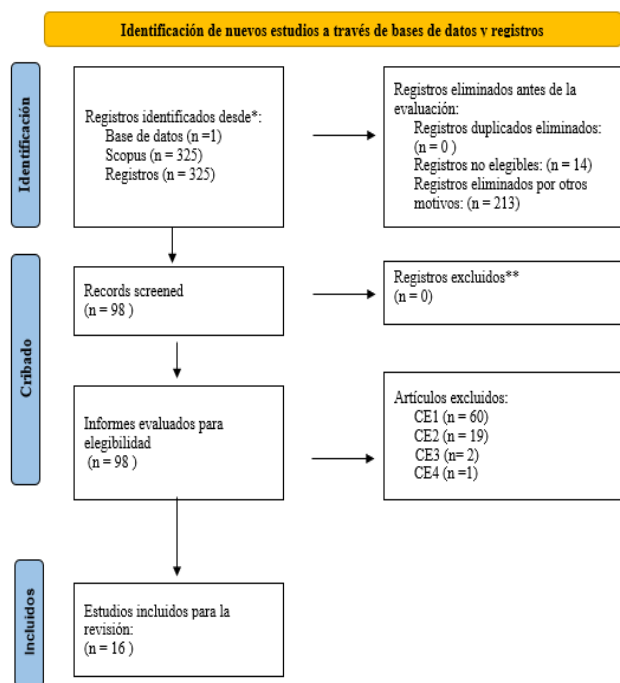 Identificación de nuevos estudios a través de bases de datos y registros
Identificación
Registros identificados desde*:
Base de datos (n =1)
Scopus (n = 325)
Registros (n = 325)
Registros eliminados antes de la
evaluación:
Registros duplicados eliminados:
(n = 0 )
Registros no elegibles: (n = 14)
Registros eliminados por otros
motivos: (n = 213)
Cribado
Records screened
(n = 98 )
Registros excluidos**
(n = 0)
Informes evaluados para
elegibilidad
(n = 98 )
Artículos excluidos:
CE1 (n = 60)
CE2 (n = 19)
CE3 (n= 2)
CE4 (n =1)
Incluidos
Estudios incluidos para la
revisión:
(n = 16 )